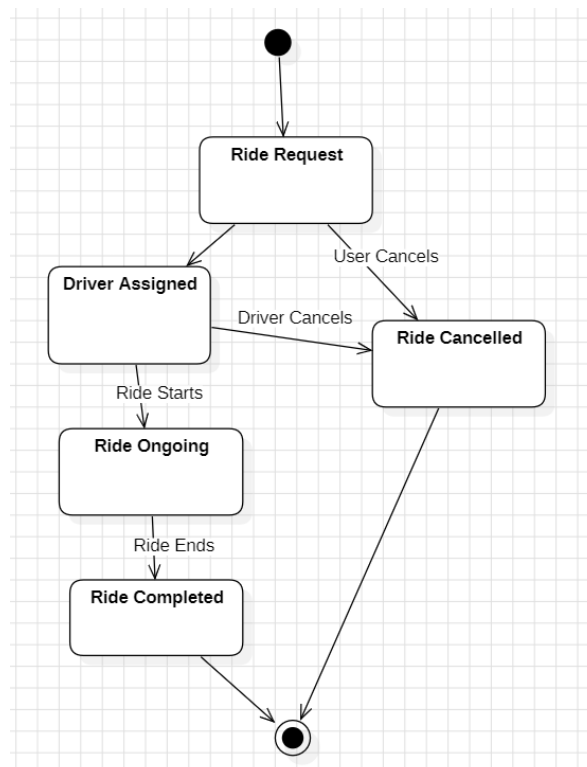 Ride Request
User Cancels
Driver Assigned
Driver Cancels
Ride Cancelled
Ride Starts
Ride Ongoing
Ride Ends
Ride Completed